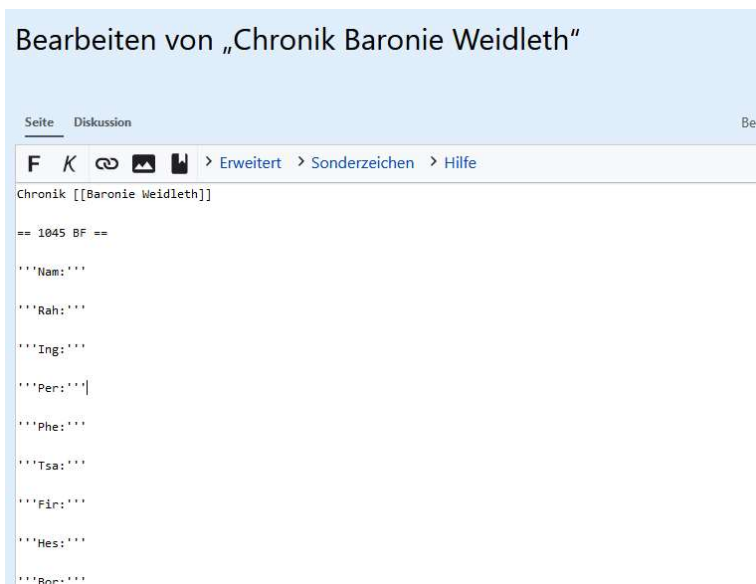 Bearbeiten von „Chronik Baronie Weidleth“
Seite Diskussion Be
F K > Erweitert > Sonderzeichen > Hilfe
Chronik [[Baronie Weidleth]]
== 1045 BF ==
'''Nam:'''
'''Rah:'''
'''Ing:'''
'''Per:'''
'''Phe:'''
'''Tsa:'''
'''Fir:'''
'''Hes:'''
'''Bor:'''